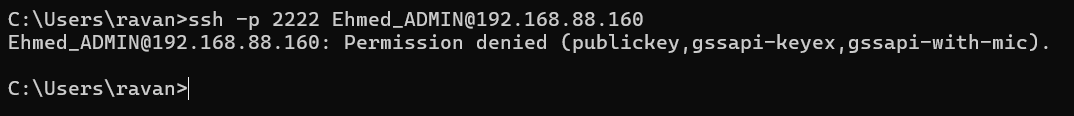 C:\Users\ravan>ssh -p 2222 Ehmed_ADMIN@192.168.88.160
Ehmed_ADMIN@192.168.88.160: Permission denied (publickey,gssapi-keyex,gssapi-with-mic).
C:\Users\ravan>